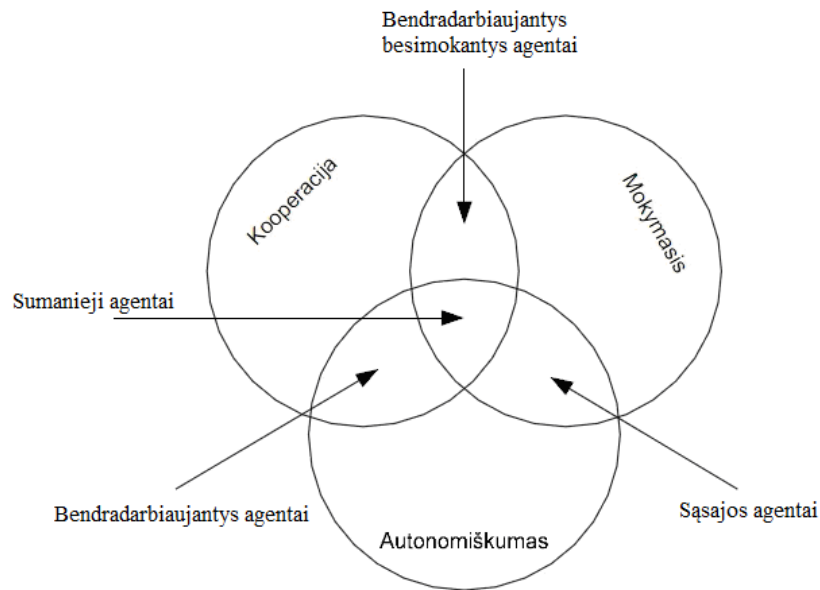 Bendradarbiaujantys
besimokantys agentai
Kooperacija
Mokymasis
Sumanieji agentai
Bendradarbiaujantys agentai
Sąsajos agentai
Autonomiškumas